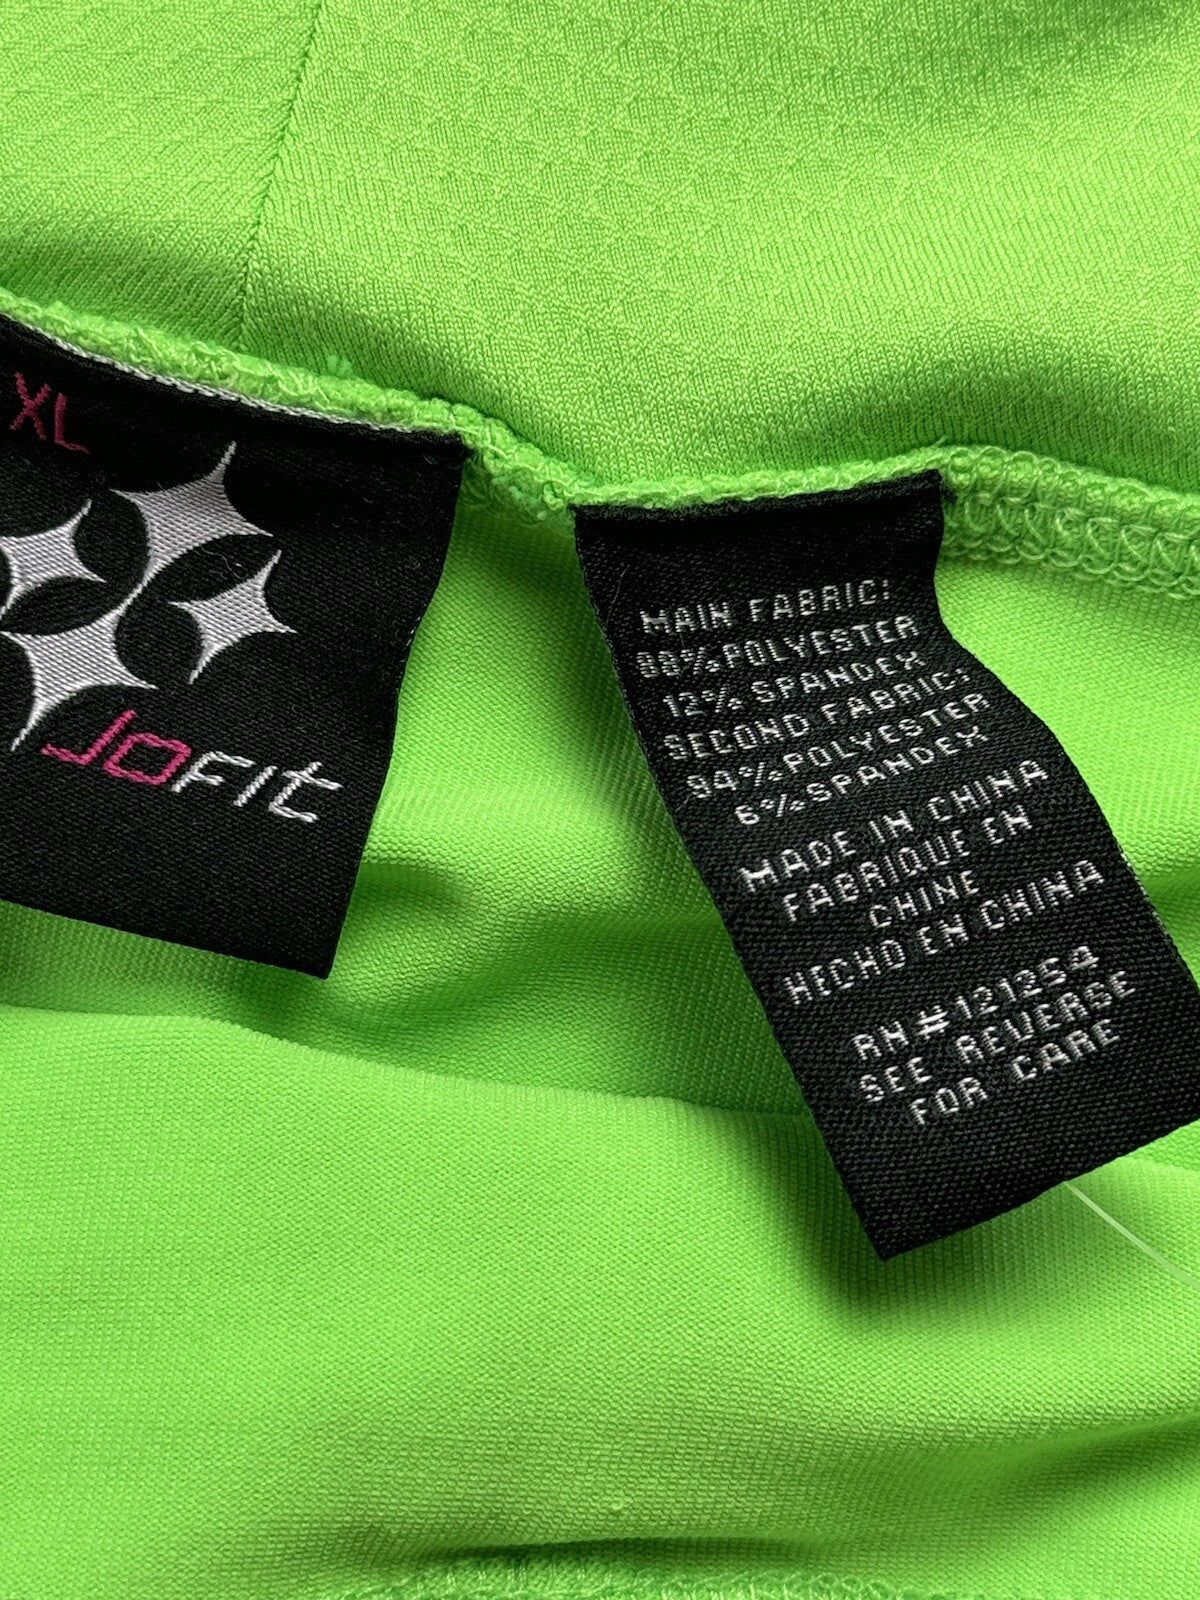 XL
JOFIT
MAIN FABRIC:
88% POLYESTER
12% SPANDEX
SECOND FABRIC:
94% POLYESTER
6% SPANDEX
MADE IN CHINA
FABRIQUE EN
CHINE
HECHO EN CHINA
RN#121254
SEE REVERSE
FOR CARE